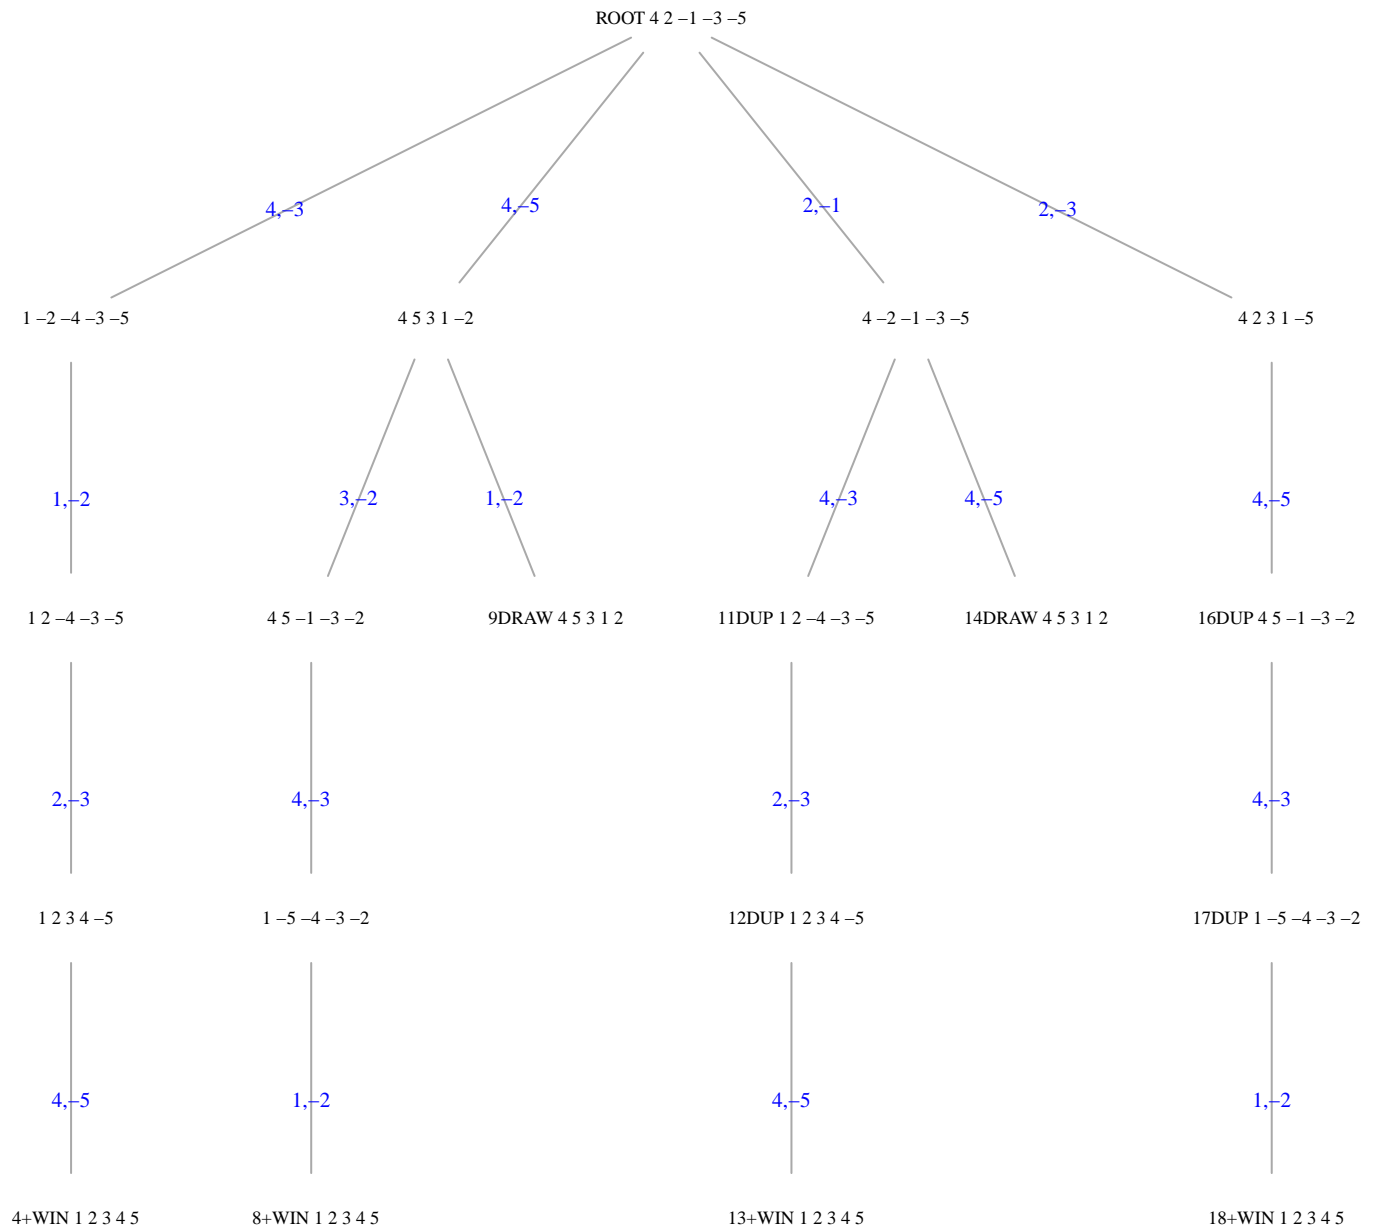 ROOT 4 2 –1 –3 –5
4,–3
4,–5
2,–1
2,–3
1 –2 –4 –3 –5
4 5 3 1 –2
4 –2 –1 –3 –5
4 2 3 1 –5
1,–2
3,–2
1,–2
4,–3
4,–5
4,–5
1 2 –4 –3 –5
4 5 –1 –3 –2
9DRAW 4 5 3 1 2
11DUP 1 2 –4 –3 –5
14DRAW 4 5 3 1 2
16DUP 4 5 –1 –3 –2
2,–3
4,–3
2,–3
4,–3
1 2 3 4 –5
1 –5 –4 –3 –2
12DUP 1 2 3 4 –5
17DUP 1 –5 –4 –3 –2
4,–5
1,–2
4,–5
1,–2
4+WIN 1 2 3 4 5
8+WIN 1 2 3 4 5
13+WIN 1 2 3 4 5
18+WIN 1 2 3 4 5